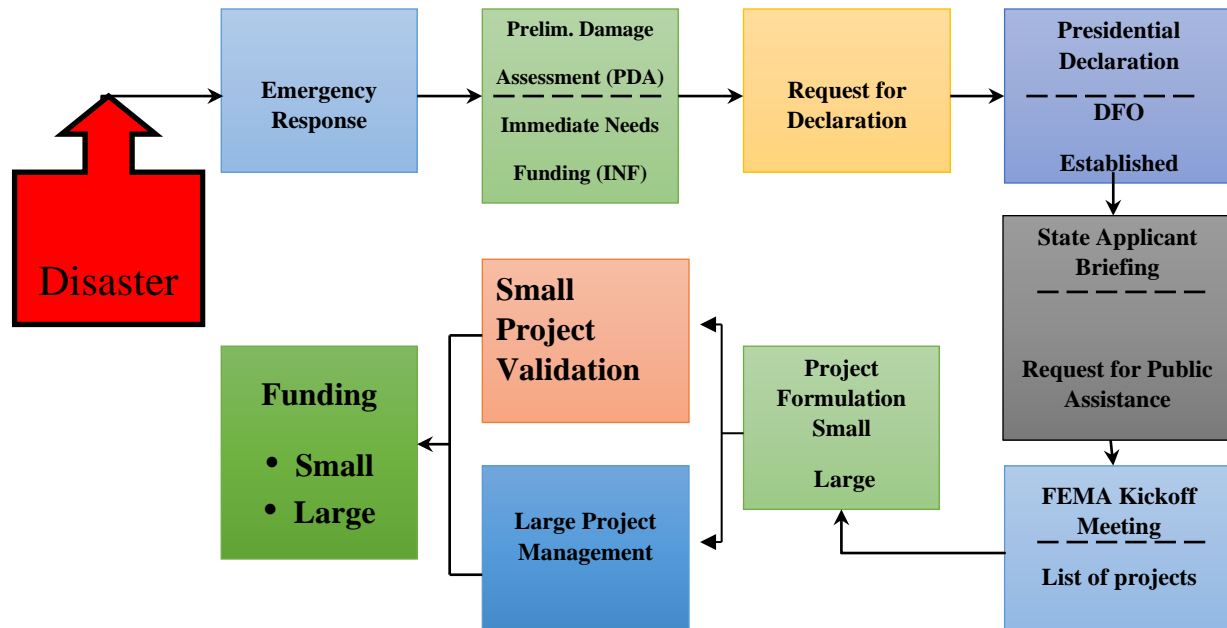 Disaster
Emergency
Response
Prelim. Damage
Assessment (PDA)
Immediate Needs
Funding (INF)
Request for
Declaration
Presidential
Declaration
DFO
Established
State Applicant
Briefing
Request for Public
Assistance
FEMA Kickoff
Meeting
List of projects
Project
Formulation
Small
Large
Small
Project
Validation
Large Project
Management
Funding
• Small
• Large